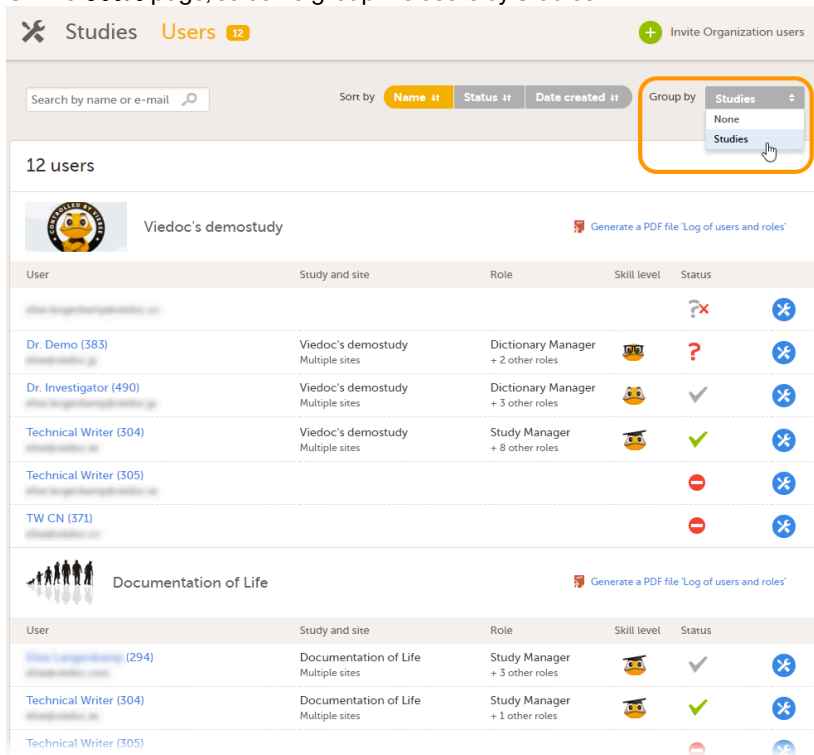 Studies Users 12
Invite Organization users
Search by name or e-mail
Sort by Name Status Date created Group by Studies
None
Studies
12 users
CONTROLLED BY VIEDOC
Viedoc's demostudy
Generate a PDF file 'Log of users and roles'
User Study and site Role Skill level Status
Dr. Demo (383) Viedoc's demostudy Dictionary Manager
Multiple sites + 2 other roles
Dr. Investigator (490) Viedoc's demostudy Dictionary Manager
Multiple sites + 3 other roles
Technical Writer (304) Viedoc's demostudy Study Manager
Multiple sites + 8 other roles
Technical Writer (305)
TW CN (371)
Documentation of Life
Generate a PDF file 'Log of users and roles'
User Study and site Role Skill level Status
(294) Documentation of Life Study Manager
Multiple sites + 3 other roles
Technical Writer (304) Documentation of Life Study Manager
Multiple sites + 1 other roles
Technical Writer (305)